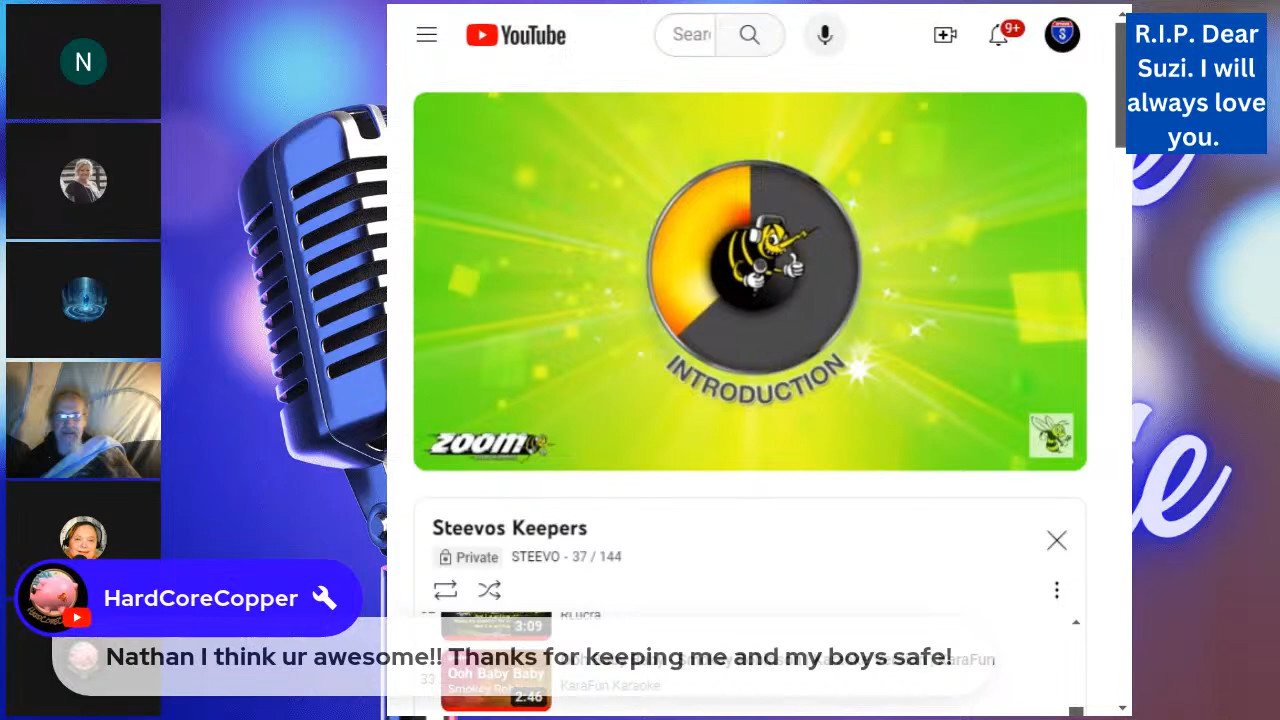 N
YouTube
Sear
9+
S
R.I.P. Dear
Suzi. I will
always love
you.
INTRODUCTION
ZOOM
Steevos Keepers
Private STEEVO - 37 / 144
3:09
HardCoreCopper
Nathan I think ur awesome!! Thanks for keeping me and my boys safe!
33
Ooh Baby Baby
KaraFun
KaraFun Karaoke
2:46